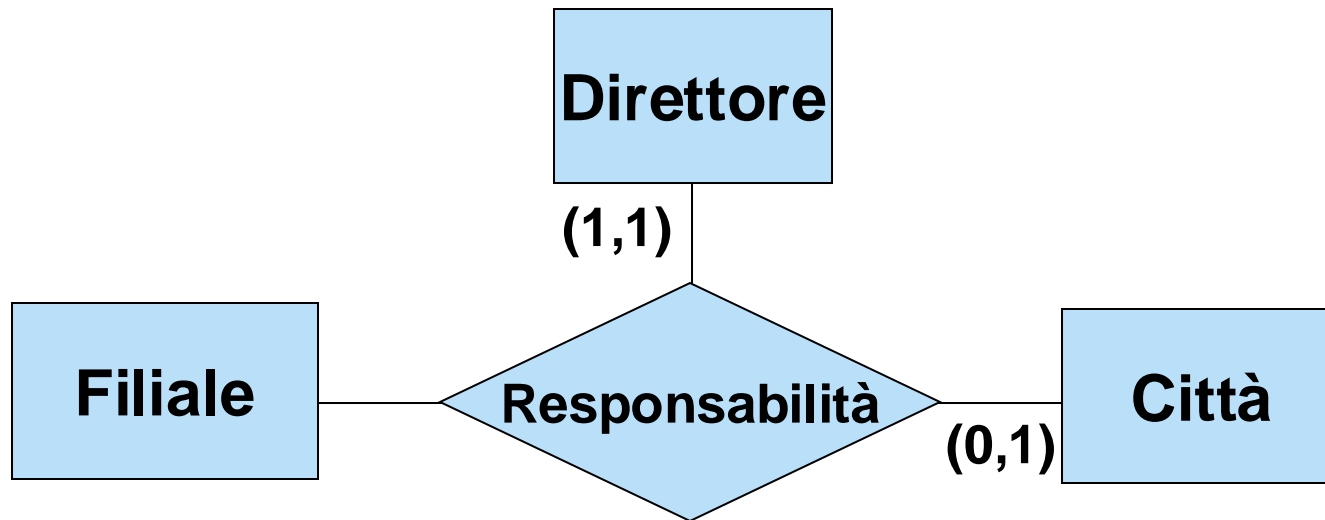 Direttore
(1,1)
Filiale
Responsabilità
Città
(0,1)